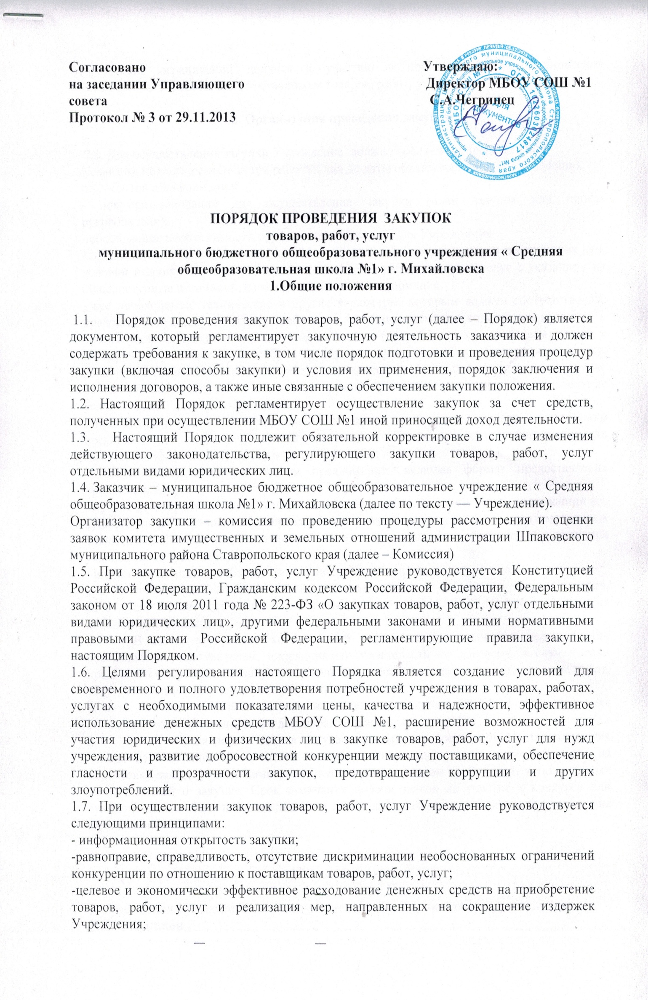 Согласовано
на заседании Управляющего
совета
Протокол № 3 от 29.11.2013
Утверждаю:
Директор МБОУ СОШ №1
С.А.Чегринец
Для
документов
ПОРЯДОК ПРОВЕДЕНИЯ ЗАКУПОК
товаров, работ, услуг
муниципального бюджетного общеобразовательного учреждения « Средняя
общеобразовательная школа №1» г. Михайловска
1.Общие положения
1.1. Порядок проведения закупок товаров, работ, услуг (далее – Порядок) является
документом, который регламентирует закупочную деятельность заказчика и должен
содержать требования к закупке, в том числе порядок подготовки и проведения процедур
закупки (включая способы закупки) и условия их применения, порядок заключения и
исполнения договоров, а также иные связанные с обеспечением закупки положения.
1.2. Настоящий Порядок регламентирует осуществление закупок за счет средств,
полученных при осуществлении МБОУ СОШ №1 иной приносящей доход деятельности.
1.3. Настоящий Порядок подлежит обязательной корректировке в случае изменения
действующего законодательства, регулирующего закупки товаров, работ, услуг
отдельными видами юридических лиц.
1.4. Заказчик – муниципальное бюджетное общеобразовательное учреждение « Средняя
общеобразовательная школа №1» г. Михайловска (далее по тексту — Учреждение).
Организатор закупки – комиссия по проведению процедуры рассмотрения и оценки
заявок комитета имущественных и земельных отношений администрации Шпаковского
муниципального района Ставропольского края (далее – Комиссия)
1.5. При закупке товаров, работ, услуг Учреждение руководствуется Конституцией
Российской Федерации, Гражданским кодексом Российской Федерации, Федеральным
законом от 18 июля 2011 года № 223-ФЗ «О закупках товаров, работ, услуг отдельными
видами юридических лиц», другими федеральными законами и иными нормативными
правовыми актами Российской Федерации, регламентирующие правила закупки,
настоящим Порядком.
1.6. Целями регулирования настоящего Порядка является создание условий для
своевременного и полного удовлетворения потребностей учреждения в товарах, работах,
услугах с необходимыми показателями цены, качества и надежности, эффективное
использование денежных средств МБОУ СОШ №1, расширение возможностей для
участия юридических и физических лиц в закупке товаров, работ, услуг для нужд
учреждения, развитие добросовестной конкуренции между поставщиками, обеспечение
гласности и прозрачности закупок, предотвращение коррупции и других
злоупотреблений.
1.7. При осуществлении закупок товаров, работ, услуг Учреждение руководствуется
следующими принципами:
- информационная открытость закупки;
-равноправие, справедливость, отсутствие дискриминации необоснованных ограничений
конкуренции по отношению к поставщикам товаров, работ, услуг;
-целевое и экономически эффективное расходование денежных средств на приобретение
товаров, работ, услуг и реализация мер, направленных на сокращение издержек
Учреждения;